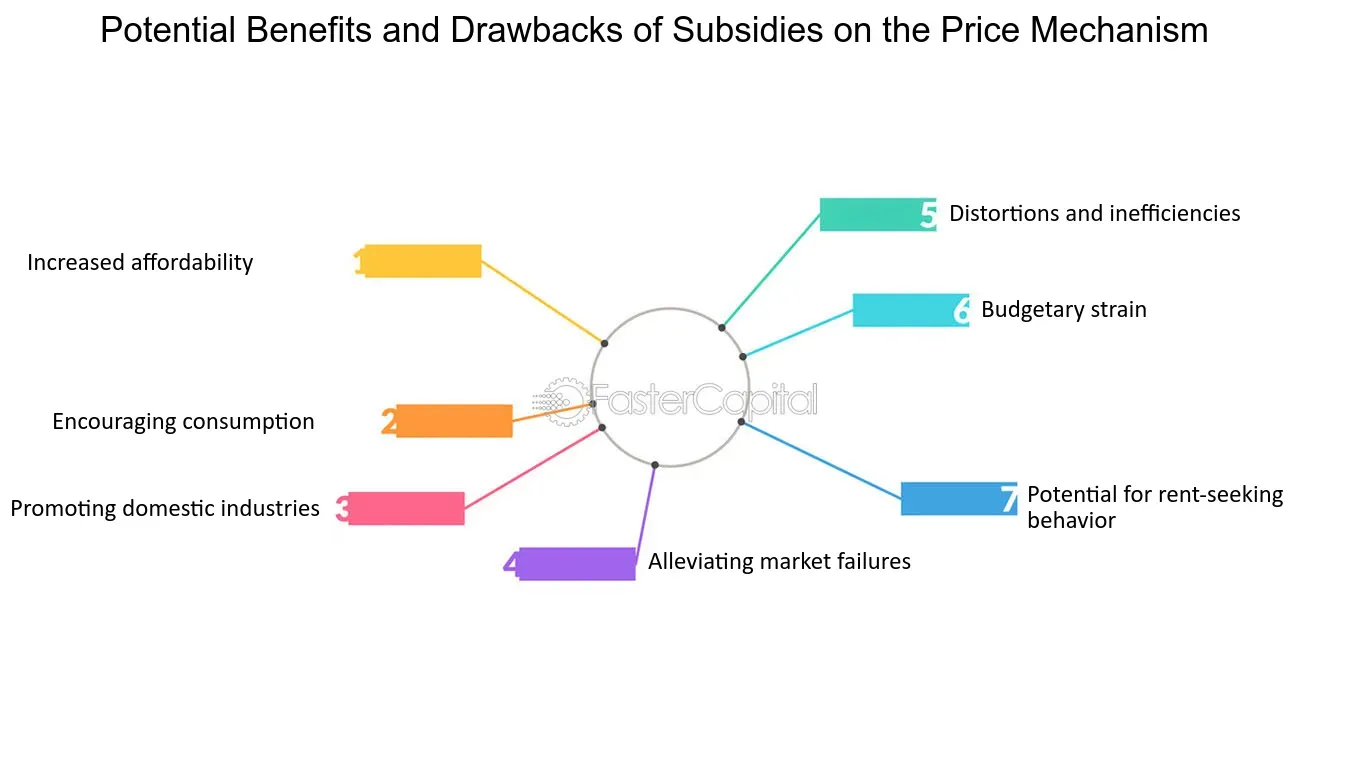 Potential Benefits and Drawbacks of Subsidies on the Price Mechanism
Increased affordability
1
2
Encouraging consumption
3
Promoting domestic industries
4
Alleviating market failures
5
Distortions and inefficiencies
6
Budgetary strain
7
Potential for rent-seeking
behavior
FasterCapital